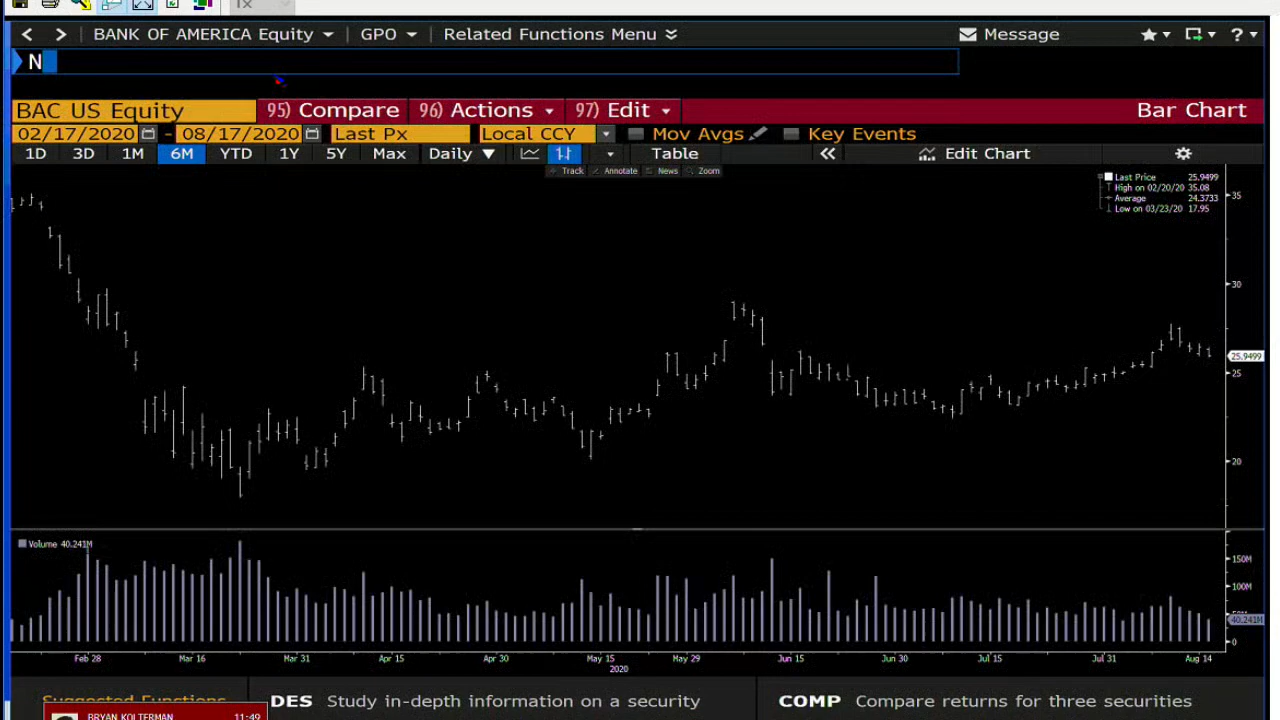 BANK OF AMERICA Equity GPO Related Functions Menu Message ?
N
BAC US Equity 95) Compare 96) Actions 97) Edit Bar Chart
02/17/2020 - 08/17/2020 Last Px Local CCY Mov Avgs Key Events
1D 3D 1M 6M YTD 1Y 5Y Max Daily Table Edit Chart
Track Annotate News Zoom
Last Price 25.9499
High on 02/20/20 35.08
Average 24.3733
Low on 03/23/20 17.95
35
30
25.9499
25
20
Volume 40.241M
150M
100M
40.241M
0
Feb 28 Mar 16 Mar 31 Apr 15 Apr 30 May 15 May 29 Jun 15 Jun 30 Jul 15 Jul 31 Aug 14
2020
Suggested Functions DES Study in-depth information on a security COMP Compare returns for three securities
BRYAN KOLTERMAN 11:49